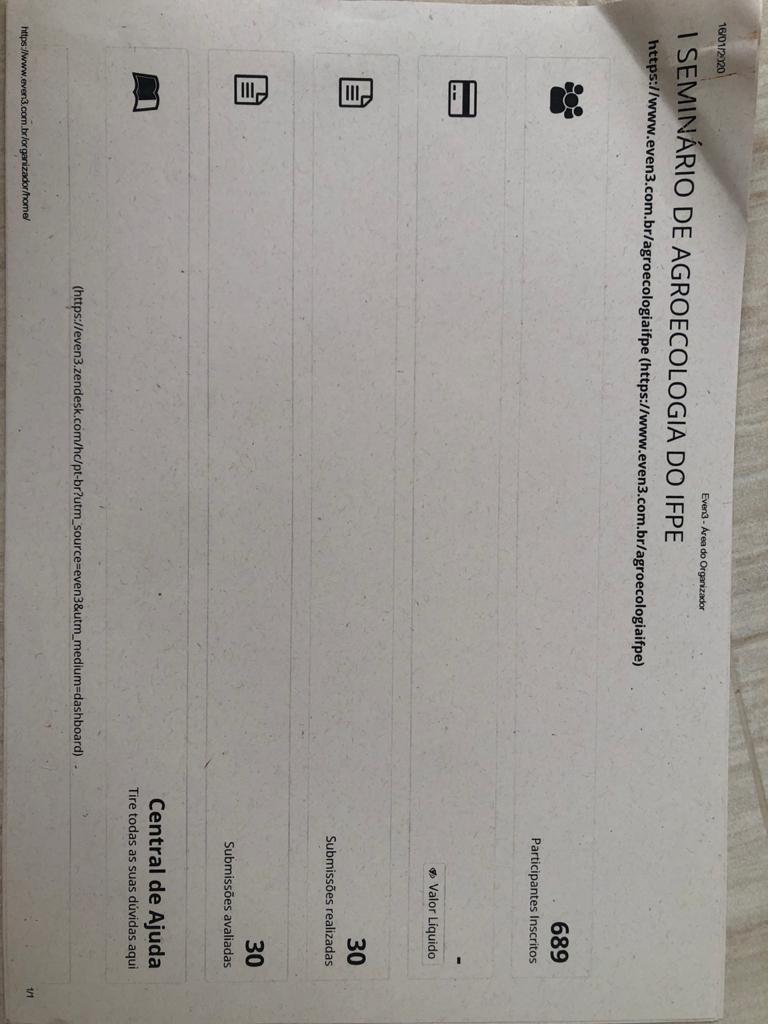 16/01/2020
Even3 - Área do Organizador
I SEMINÁRIO DE AGROECOLOGIA DO IFPE
https://www.even3.com.br/agroecologiaifpe (https://www.even3.com.br/agroecologiaifpe)
689
Participantes Inscritos
-
Valor Líquido
30
Submissões realizadas
30
Submissões avaliadas
Central de Ajuda
Tire todas as suas dúvidas aqui
(https://even3.zendesk.com/hc/pt-br?utm_source=even3&utm_medium=dashboard)
https://www.even3.com.br/organizador/home/
1/1